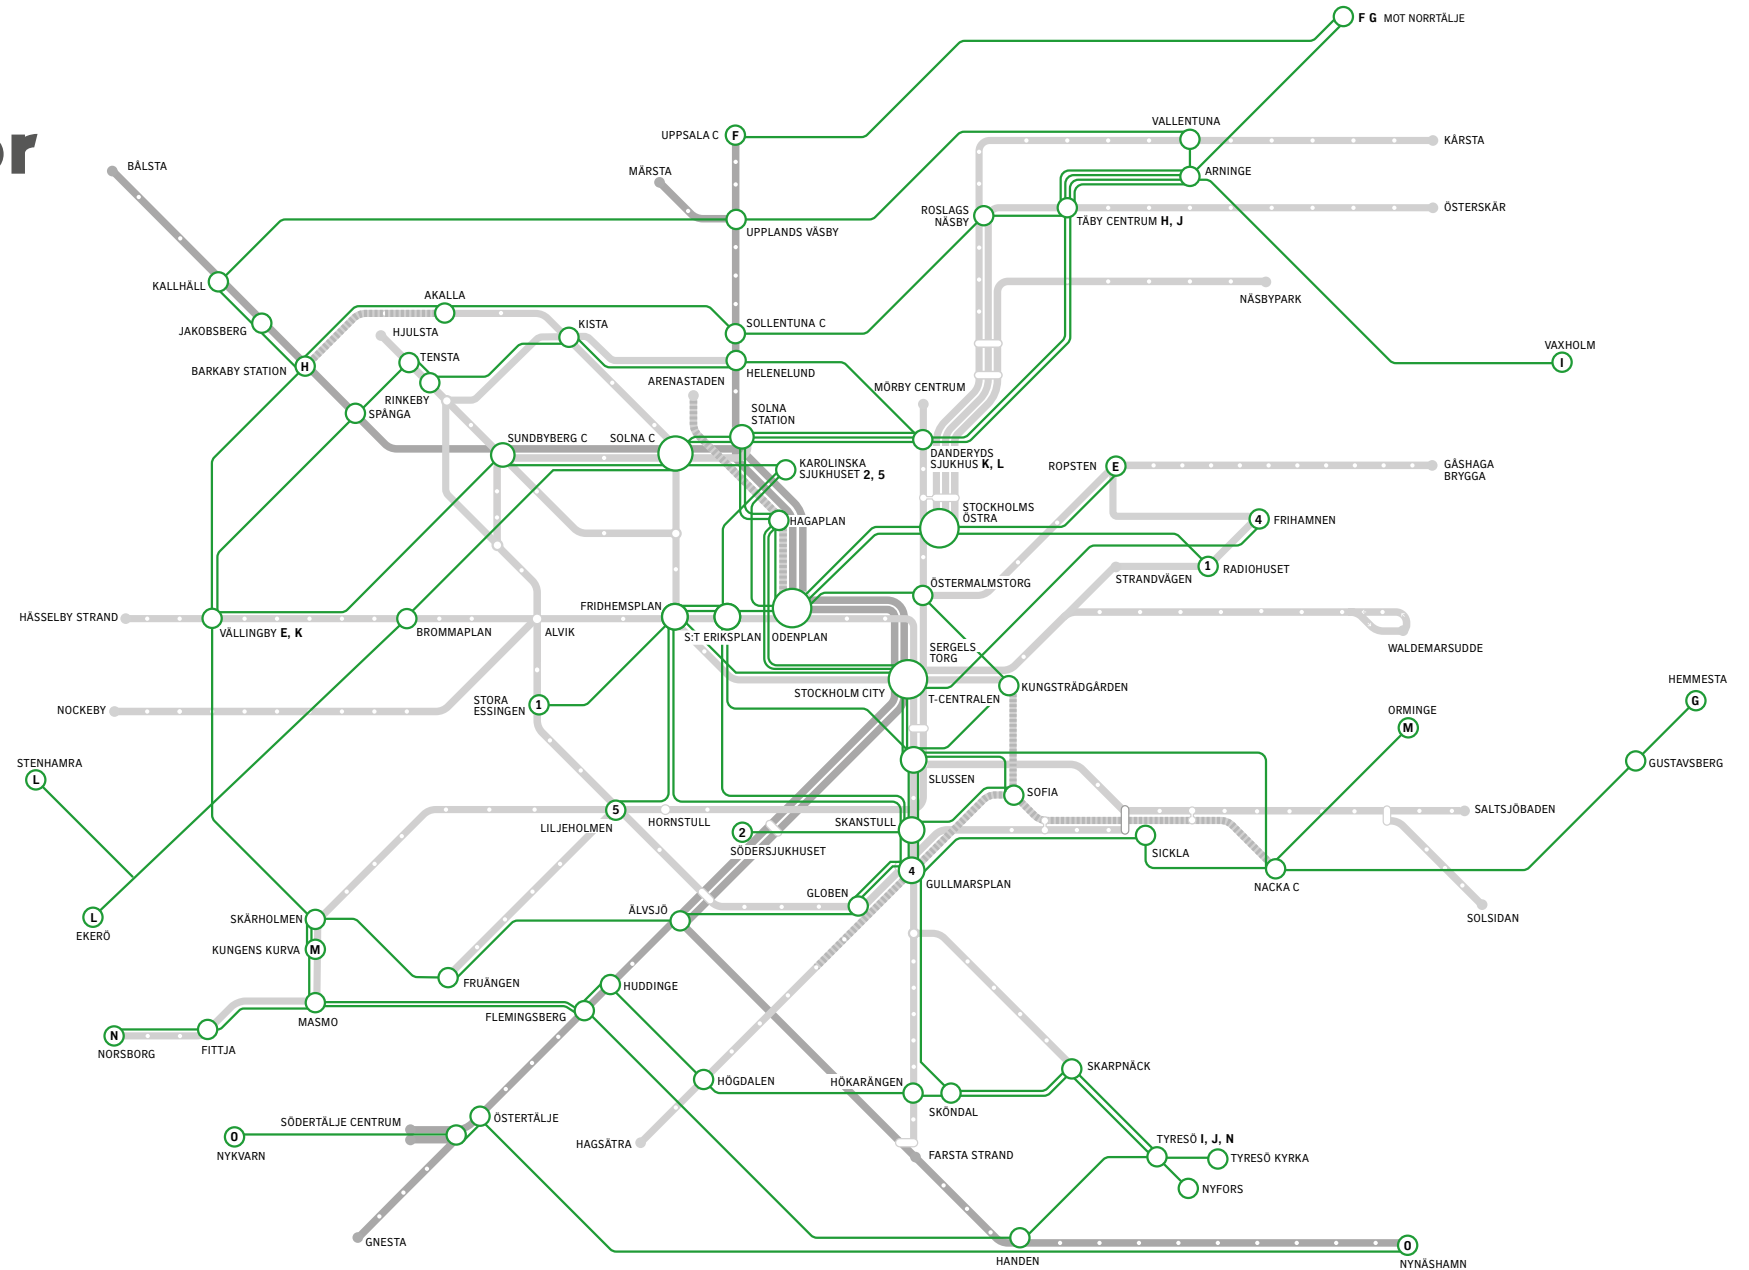 or
F G MOT NORRTÄLJE
VALLENTUNA
UPPSALA C
F
KÅRSTA
BÅLSTA
MÄRSTA
ARNINGE
ROSLAGS
NÄSBY
ÖSTERSKÄR
TÄBY CENTRUM H, J
UPPLANDS VÄSBY
KALLHÄLL
AKALLA
NÄSBYPARK
JAKOBSBERG
HJULSTA
KISTA
SOLLENTUNA C
VAXHOLM
I
TENSTA
BARKABY STATION
H
HELENELUND
ARENASTADEN
MÖRBY CENTRUM
RINKEBY
SPÅNGA
SOLNA
STATION
SUNDBYBERG C
SOLNA C
DANDERYDS
SJUKHUS K, L
KAROLINSKA
SJUKHUSET 2, 5
ROPSTEN
E
GÅSHAGA
BRYGGA
STOCKHOLMS
ÖSTRA
HAGAPLAN
4
FRIHAMNEN
1
RADIOHUSET
STRANDVÄGEN
ÖSTERMALMSTORG
FRIDHEMSPLAN
HÄSSELBY STRAND
VÄLLINGBY E, K
BROMMAPLAN
ALVIK
S:T ERIKSPLAN
ODENPLAN
SERGELS
TORG
WALDEMARSUDDE
STOCKHOLM CITY
KUNGSTRÄDGÅRDEN
HEMMESTA
G
T-CENTRALEN
STORA
ESSINGEN
1
NOCKEBY
ORMINGE
M
STENHAMRA
L
GUSTAVSBERG
SLUSSEN
SOFIA
5
LILJEHOLMEN
HORNSTULL
SALTSJÖBADEN
SKANSTULL
2
SÖDERSJUKHUSET
SICKLA
4
GULLMARSPLAN
NACKA C
GLOBEN
SOLSIDAN
ÄLVSJÖ
SKÄRHOLMEN
L
EKERÖ
KUNGENS KURVA
M
FRUÄNGEN
HUDDINGE
MASMO
FLEMINGSBERG
N
NORSBORG
FITTJA
SKARPNÄCK
HÖGDALEN
HÖKARÄNGEN
SKÖNDAL
SÖDERTÄLJE CENTRUM
ÖSTERTÄLJE
O
NYKVARN
HAGSÄTRA
FARSTA STRAND
TYRESÖ I, J, N
TYRESÖ KYRKA
NYFORS
GNESTA
HANDEN
O
NYNÄSHAMN